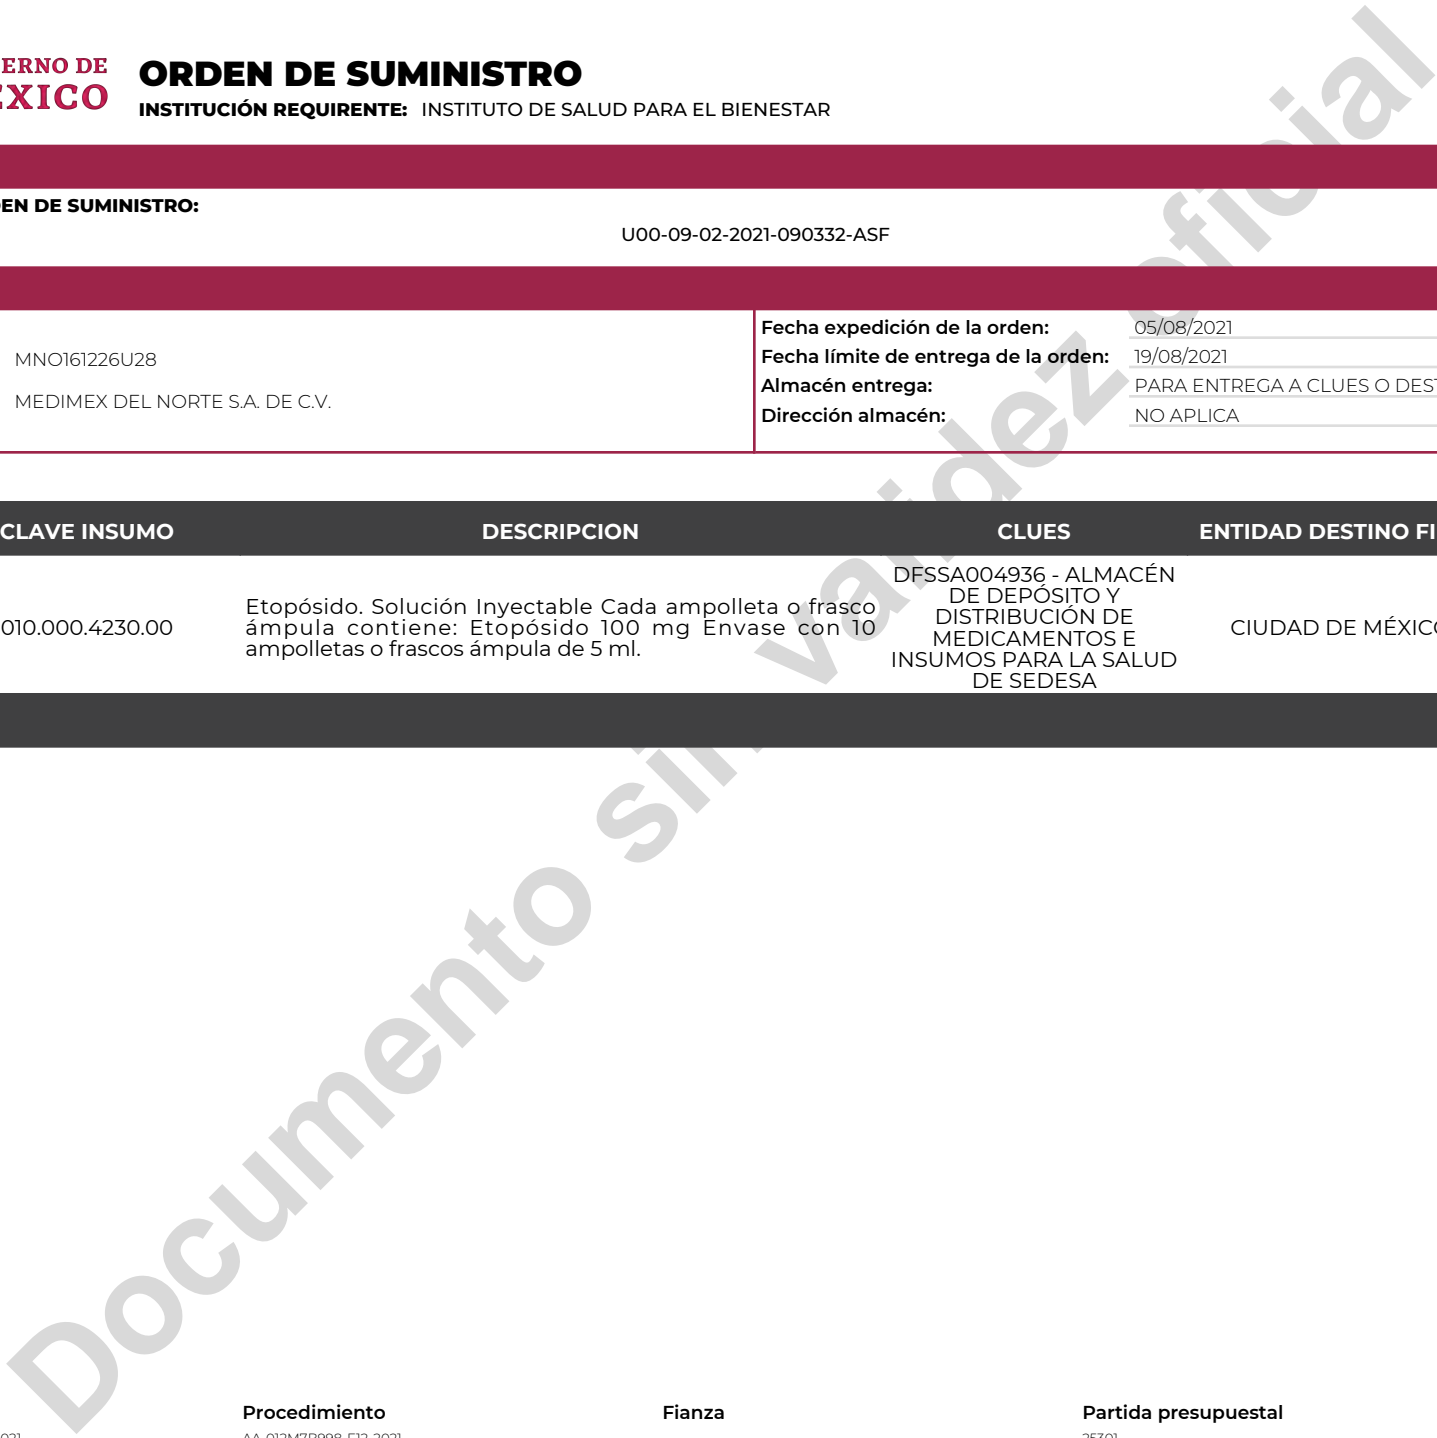 ERNO DE
EXICO
ORDEN DE SUMINISTRO
INSTITUCIÓN REQUIRENTE: INSTITUTO DE SALUD PARA EL BIENESTAR
EN DE SUMINISTRO:
U00-09-02-2021-090332-ASF
MNO161226U28
MEDIMEX DEL NORTE S.A. DE C.V.
Fecha expedición de la orden: 05/08/2021
Fecha límite de entrega de la orden: 19/08/2021
Almacén entrega: PARA ENTREGA A CLUES O DEST
Dirección almacén: NO APLICA
CLAVE INSUMO DESCRIPCION CLUES ENTIDAD DESTINO FI
010.000.4230.00
Etopósido. Solución Inyectable Cada ampolleta o frasco
ámpula contiene: Etopósido 100 mg Envase con 10
ampolletas o frascos ámpula de 5 ml.
DFSSA004936 - ALMACÉN
DE DEPÓSITO Y
DISTRIBUCIÓN DE
MEDICAMENTOS E
INSUMOS PARA LA SALUD
DE SEDESA
CIUDAD DE MÉXICO
Documento sin validez oficial
Procedimiento Fianza Partida presupuestal